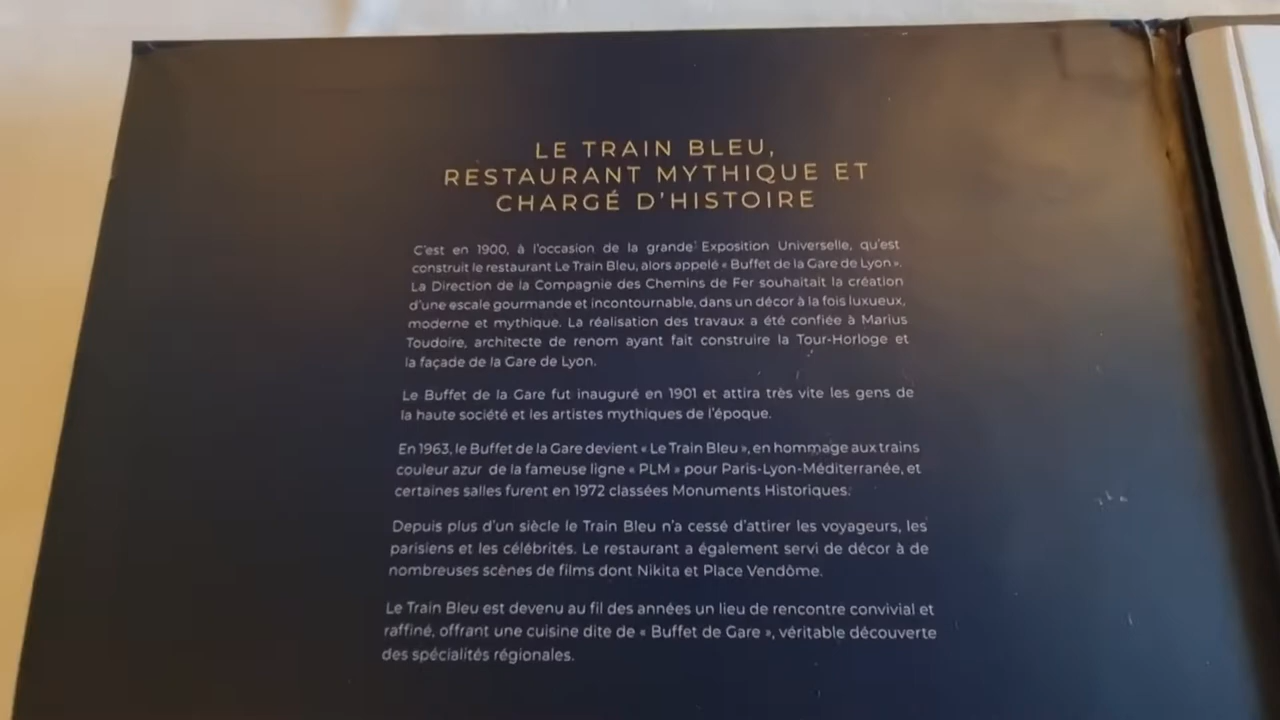 LE TRAIN BLEU,
RESTAURANT MYTHIQUE ET
CHARGÉ D'HISTOIRE
C'est en 1900, à l'occasion de la grande Exposition Universelle, qu'est
construit le restaurant Le Train Bleu, alors appelé « Buffet de la Gare de Lyon ».
La Direction de la Compagnie des Chemins de Fer souhaitait la création
d'une escale gourmande et incontournable, dans un décor à la fois luxueux,
moderne et mythique. La réalisation des travaux a été confiée à Marius
Toudoire, architecte de renom ayant fait construire la Tour-Horloge et
la façade de la Gare de Lyon.
Le Buffet de la Gare fut inauguré en 1901 et attira très vite les gens de
la haute société et les artistes mythiques de l'époque.
En 1963, le Buffet de la Gare devient « Le Train Bleu », en hommage aux trains
couleur azur de la fameuse ligne « PLM » pour Paris-Lyon-Méditerranée, et
certaines salles furent en 1972 classées Monuments Historiques.
Depuis plus d'un siècle le Train Bleu n'a cessé d'attirer les voyageurs, les
parisiens et les célébrités. Le restaurant a également servi de décor à de
nombreuses scènes de films dont Nikita et Place Vendôme.
Le Train Bleu est devenu au fil des années un lieu de rencontre convivial et
raffiné, offrant une cuisine dite de « Buffet de Gare », véritable découverte
des spécialités régionales.